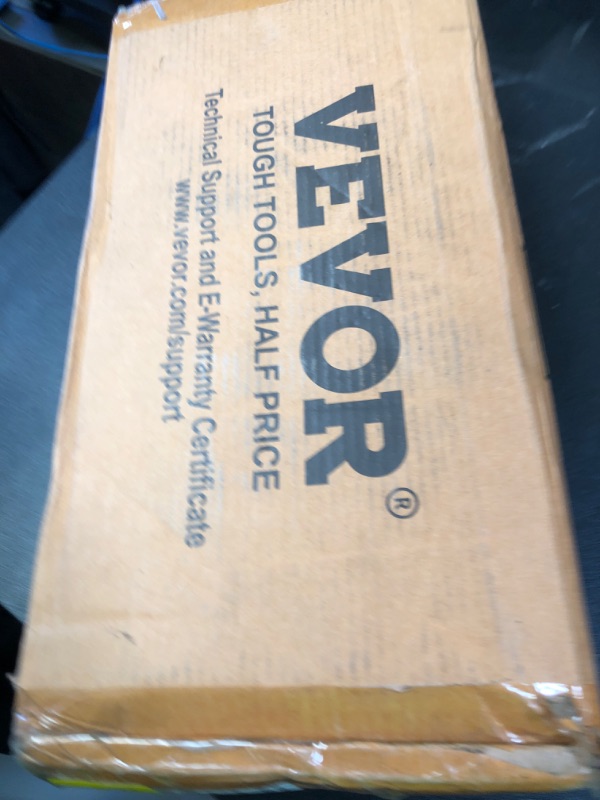 VEVOR®
TOUGH TOOLS, HALF PRICE
Technical Support and E-Warranty Certificate
www.vevor.com/support